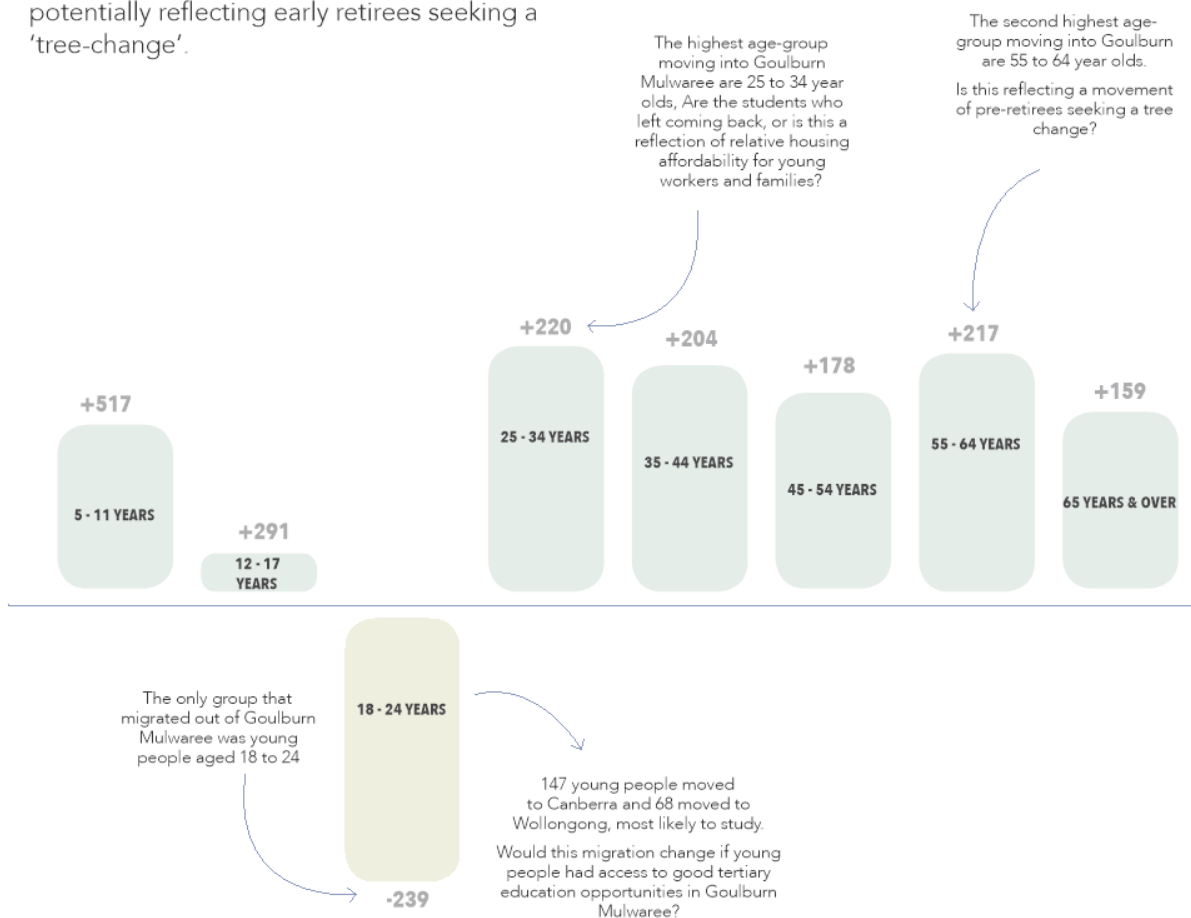 potentially reflecting early retirees seeking a
'tree-change'.
The highest age-group
moving into Goulburn
Mulwaree are 25 to 34 year
olds, Are the students who
left coming back, or is this a
reflection of relative housing
affordability for young
workers and families?
The second highest age-
group moving into Goulburn
are 55 to 64 year olds.
Is this reflecting a movement
of pre-retirees seeking a tree
change?
+517
5 - 11 YEARS
+291
12 - 17
YEARS
+220
25 - 34 YEARS
+204
35 - 44 YEARS
+178
45 - 54 YEARS
+217
55 - 64 YEARS
+159
65 YEARS & OVER
The only group that
migrated out of Goulburn
Mulwaree was young
people aged 18 to 24
18 - 24 YEARS
-239
147 young people moved
to Canberra and 68 moved to
Wollongong, most likely to study.
Would this migration change if young
people had access to good tertiary
education opportunities in Goulburn
Mulwaree?